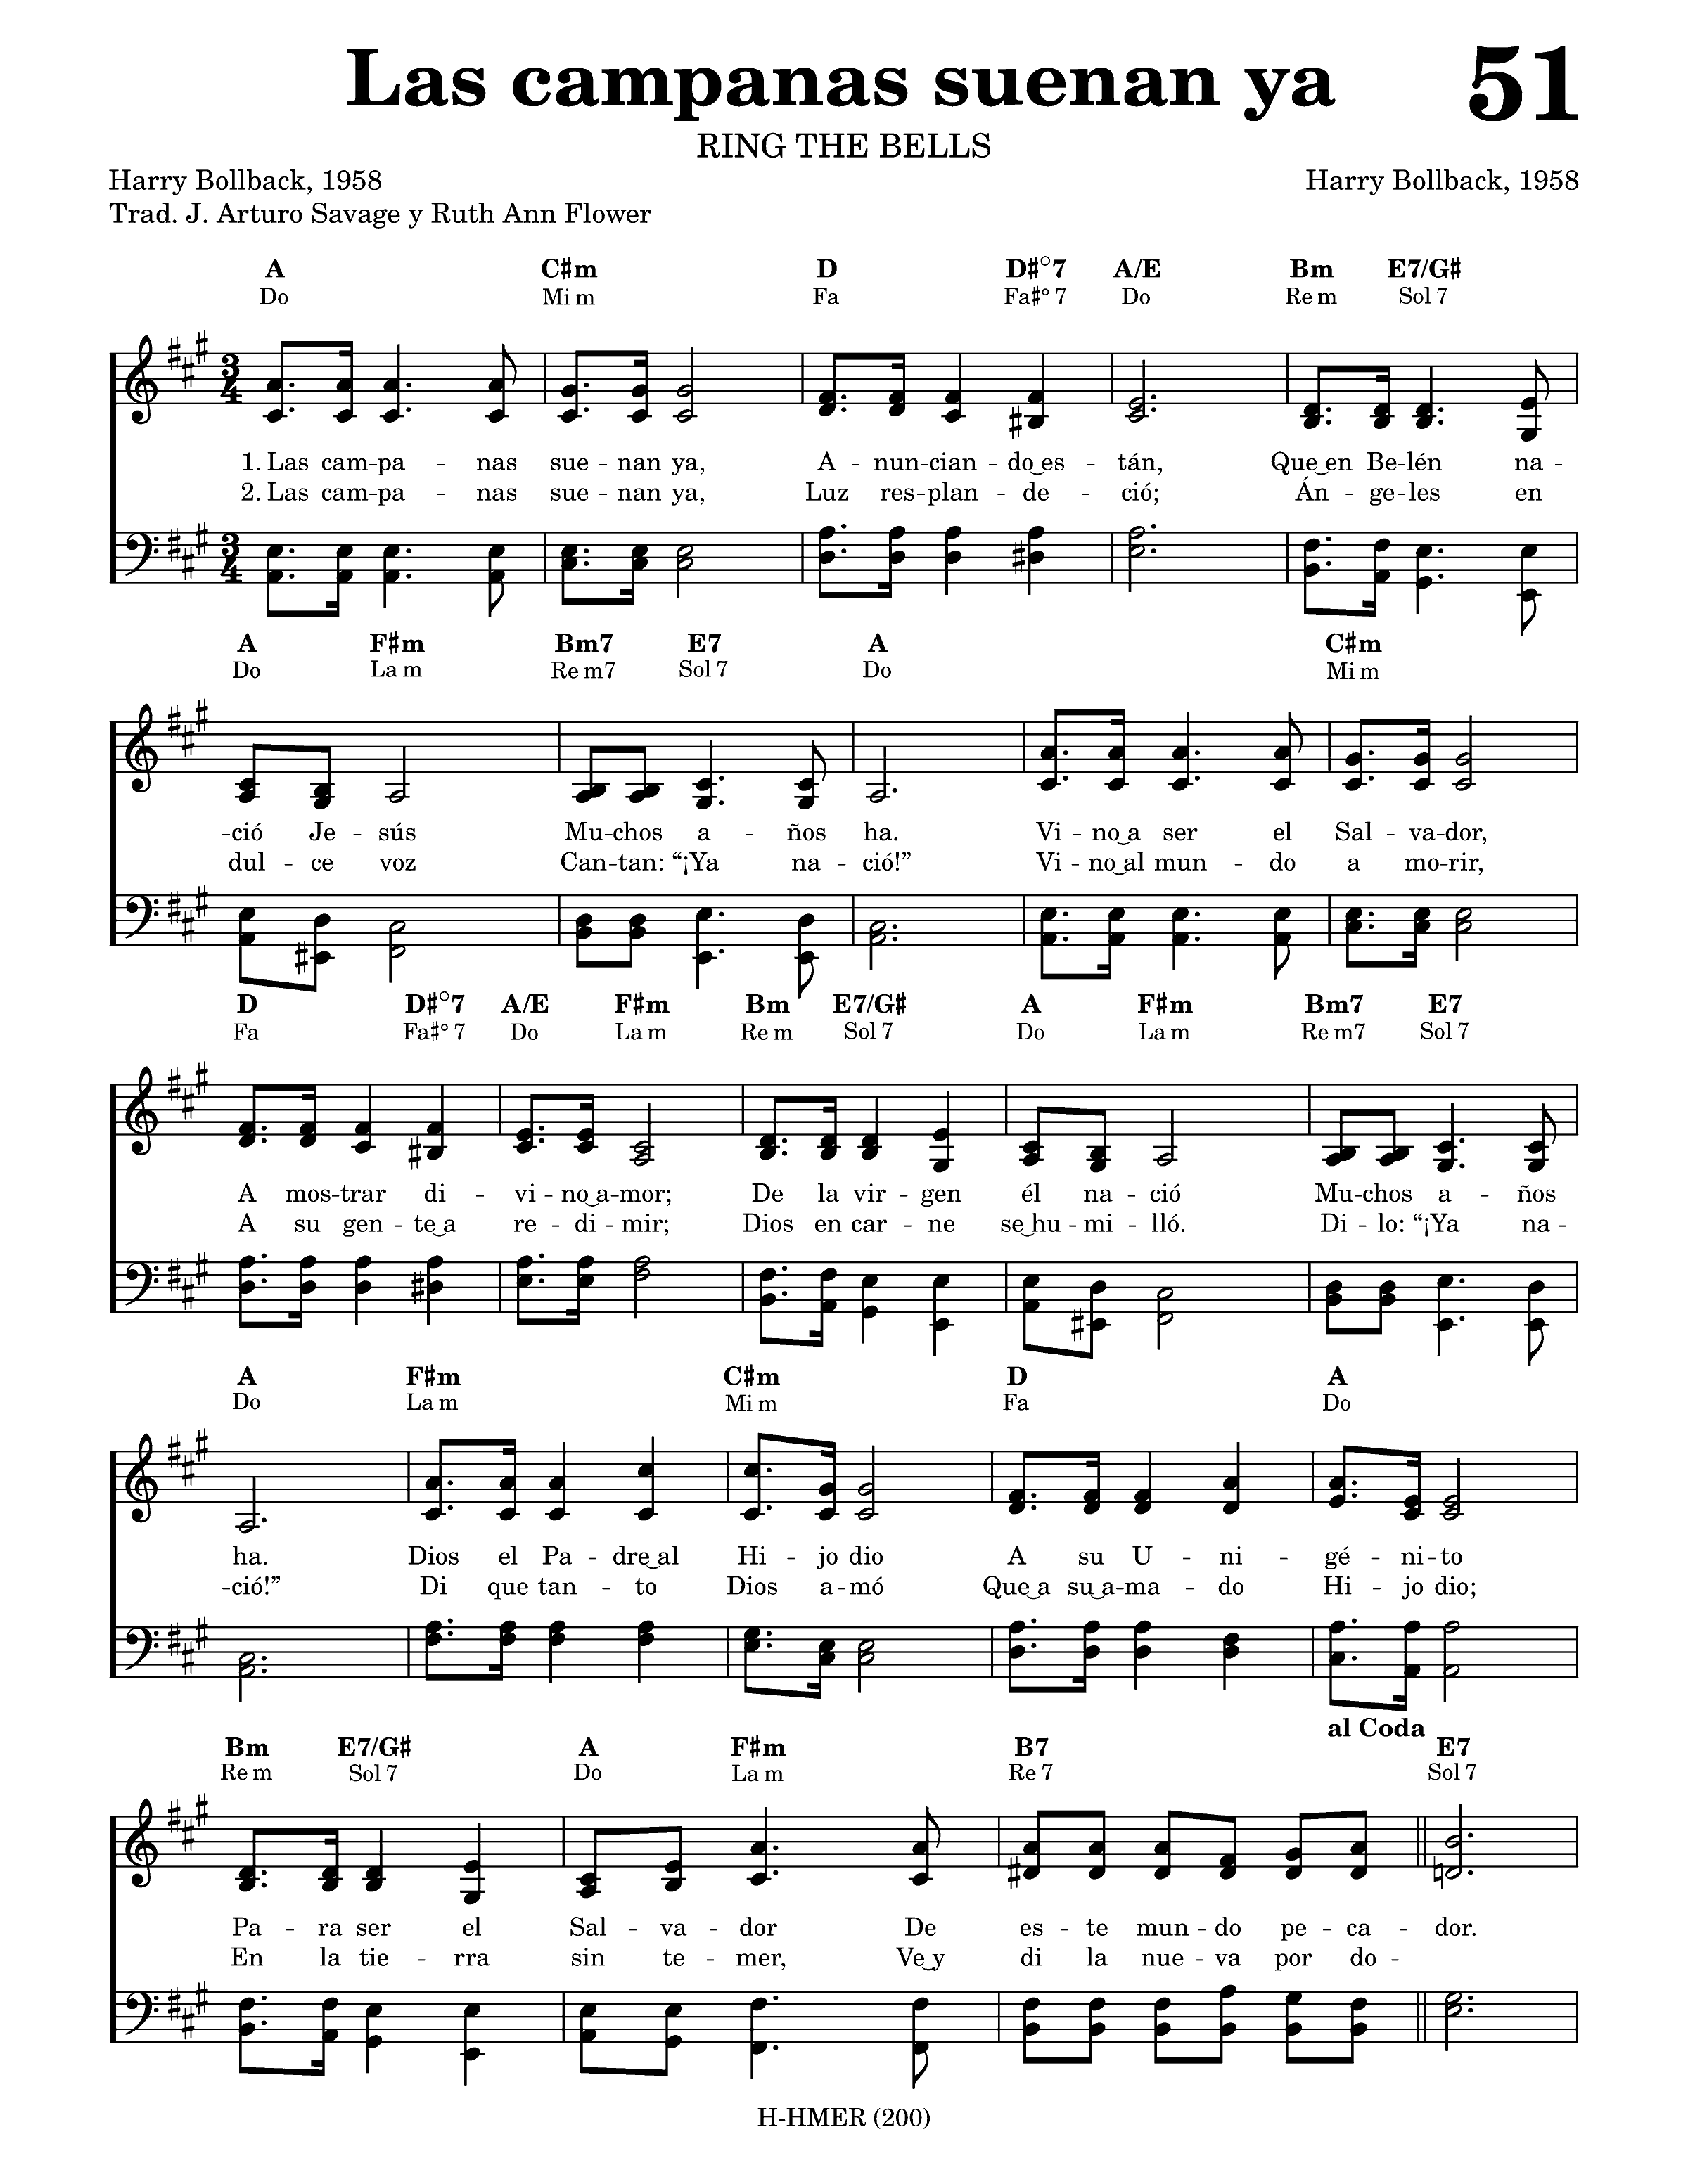 Las campanas suenan ya 51
RING THE BELLS
Harry Bollback, 1958 Harry Bollback, 1958
Trad. J. Arturo Savage y Ruth Ann Flower
A C♯m D D♯○7 A/E Bm E7/G♯
Do Mi m Fa Fa♯° 7 Do Re m Sol 7
3 4
1. Las cam – pa – nas sue – nan ya, A – nun – cian – do‿es – tán, Que‿en Be – lén na –
2. Las cam – pa – nas sue – nan ya, Luz res – plan – de – ció; Án – ge – les en
3 4
A F♯m Bm7 E7 A C♯m
Do La m Re m7 Sol 7 Do Mi m
– ció Je – sús Mu – chos a – ños ha. Vi – no‿a ser el Sal – va – dor,
dul – ce voz Can – tan: “¡Ya na – ció!” Vi – no‿al mun – do a mo – rir,
D D♯○7 A/E F♯m Bm E7/G♯ A F♯m Bm7 E7
Fa Fa♯° 7 Do La m Re m Sol 7 Do La m Re m7 Sol 7
A mos – trar di – vi – no‿a – mor; De la vir – gen él na – ció Mu – chos a – ños
A su gen – te‿a re – di – mir; Dios en car – ne se‿hu – mi – lló. Di – lo: “¡Ya na –
A F♯m C♯m D A
Do La m Mi m Fa Do
ha. Dios el Pa – dre‿al Hi – jo dio A su U – ni – gé – ni – to
– ció!” Di que tan – to Dios a – mó Que‿a su‿a – ma – do Hi – jo dio;
al Coda
Bm E7/G♯ A F♯m B7 E7
Re m Sol 7 Do La m Re 7 Sol 7
Pa – ra ser el Sal – va – dor De es – te mun – do pe – ca – dor.
En la tie – rra sin te – mer, Ve‿y di la nue – va por do –
H-HMER (200)